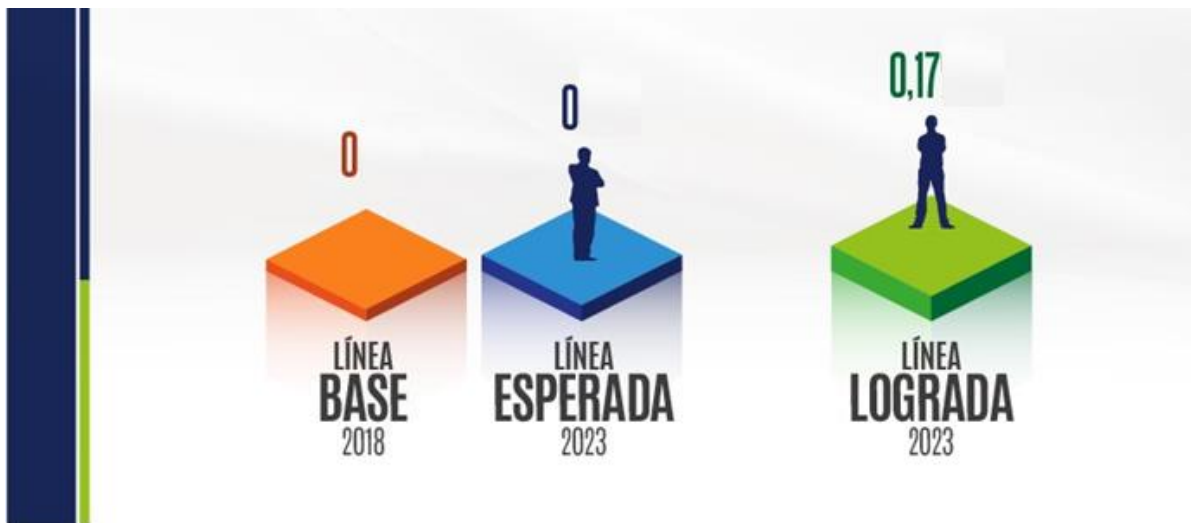 0
LÍNEA
BASE
2018
0
LÍNEA
ESPERADA
2023
0,17
LÍNEA
LOGRADA
2023